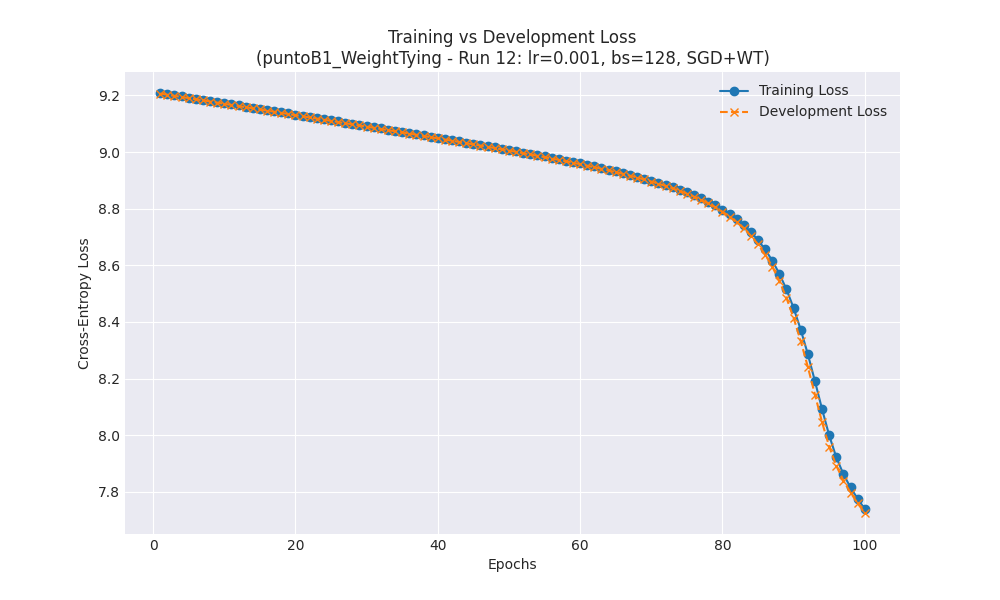 Training vs Development Loss
(puntoB1_WeightTying - Run 12: lr=0.001, bs=128, SGD+WT)
Training Loss
Development Loss
Cross-Entropy Loss
9.2
9.0
8.8
8.6
8.4
8.2
8.0
7.8
0 20 40 60 80 100
Epochs